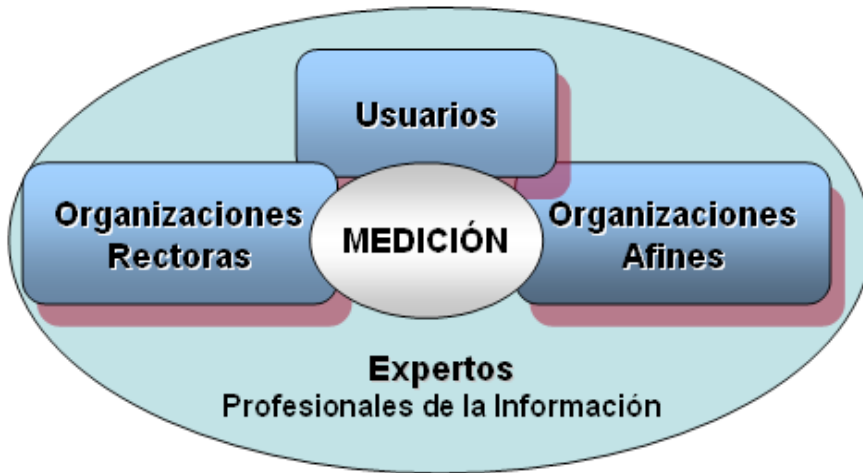 Usuarios
Organizaciones
Rectoras
MEDICIÓN
Organizaciones
Afines
Expertos
Profesionales de la Información